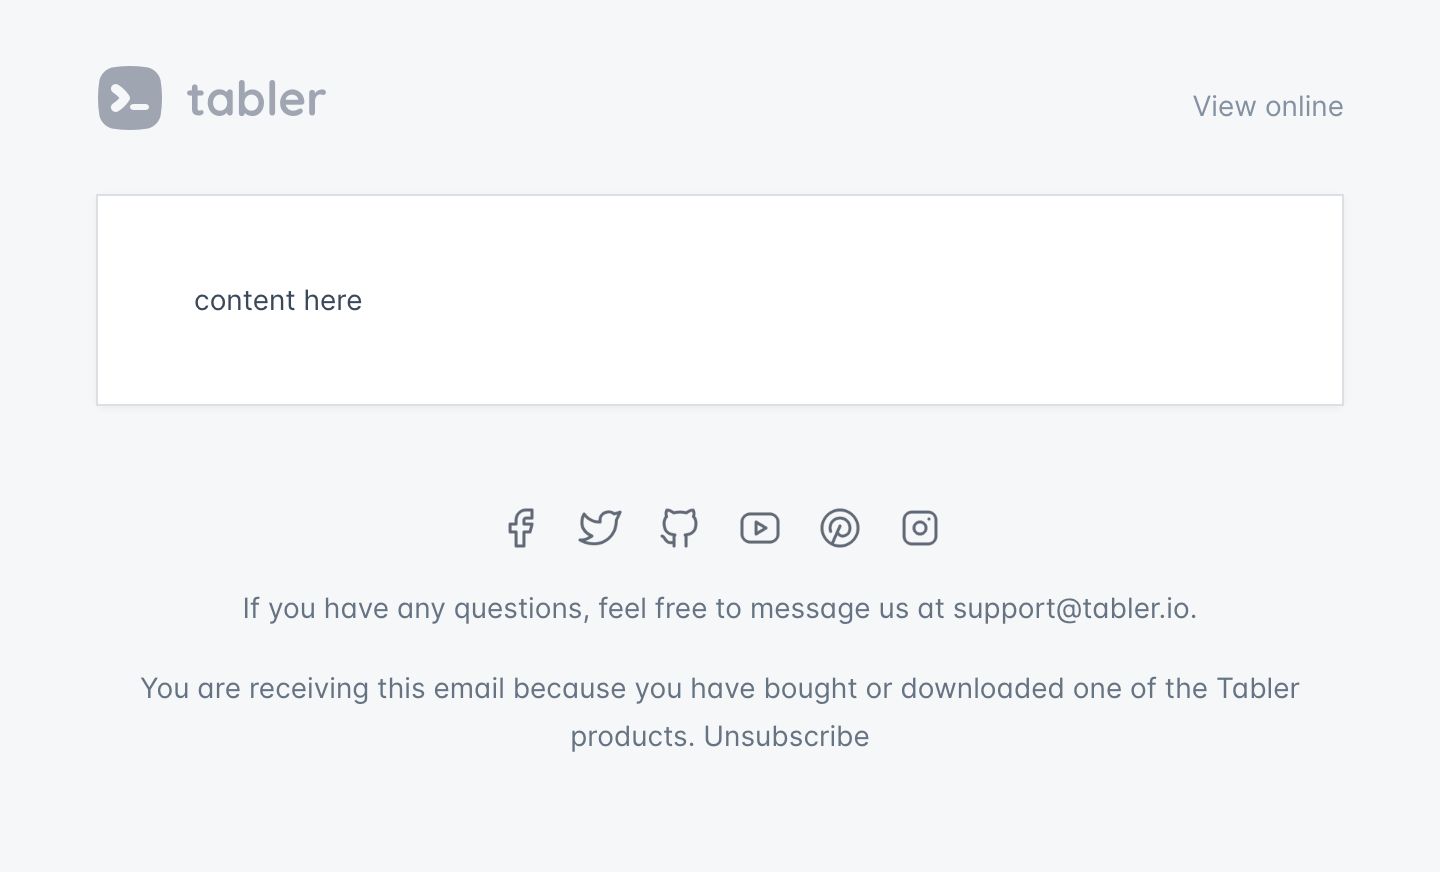 tabler
View online
content here
If you have any questions, feel free to message us at support@tabler.io.
You are receiving this email because you have bought or downloaded one of the Tabler
products. Unsubscribe